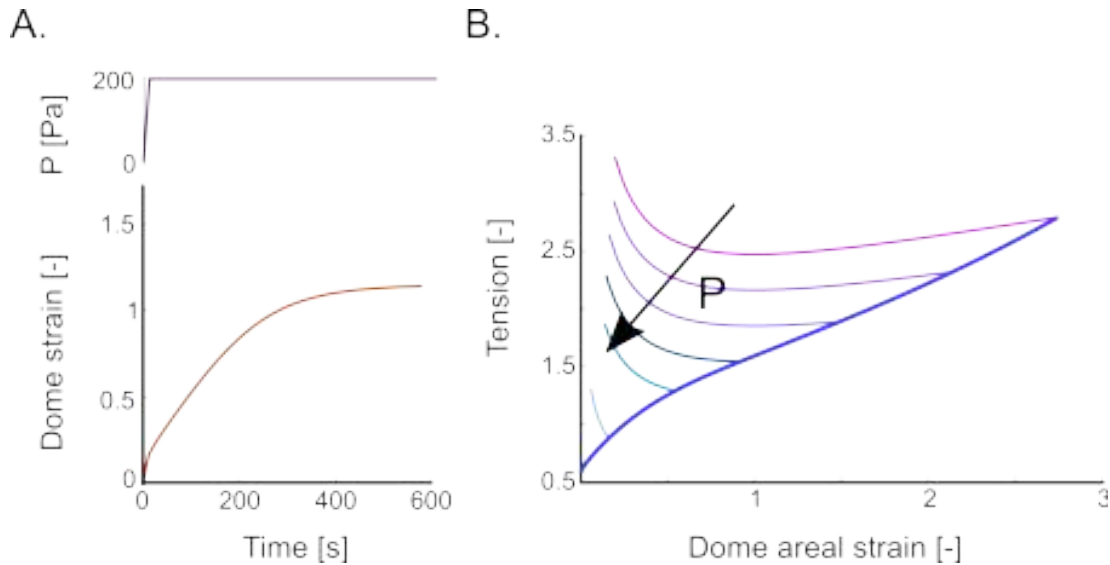 A.
P [Pa]
200
0
Dome strain [-]
1.5
1
0.5
0
0
200
400
600
Time [s]
B.
Tension [-]
3.5
2.5
1.5
0.5
P
1
2
3
Dome areal strain [-]